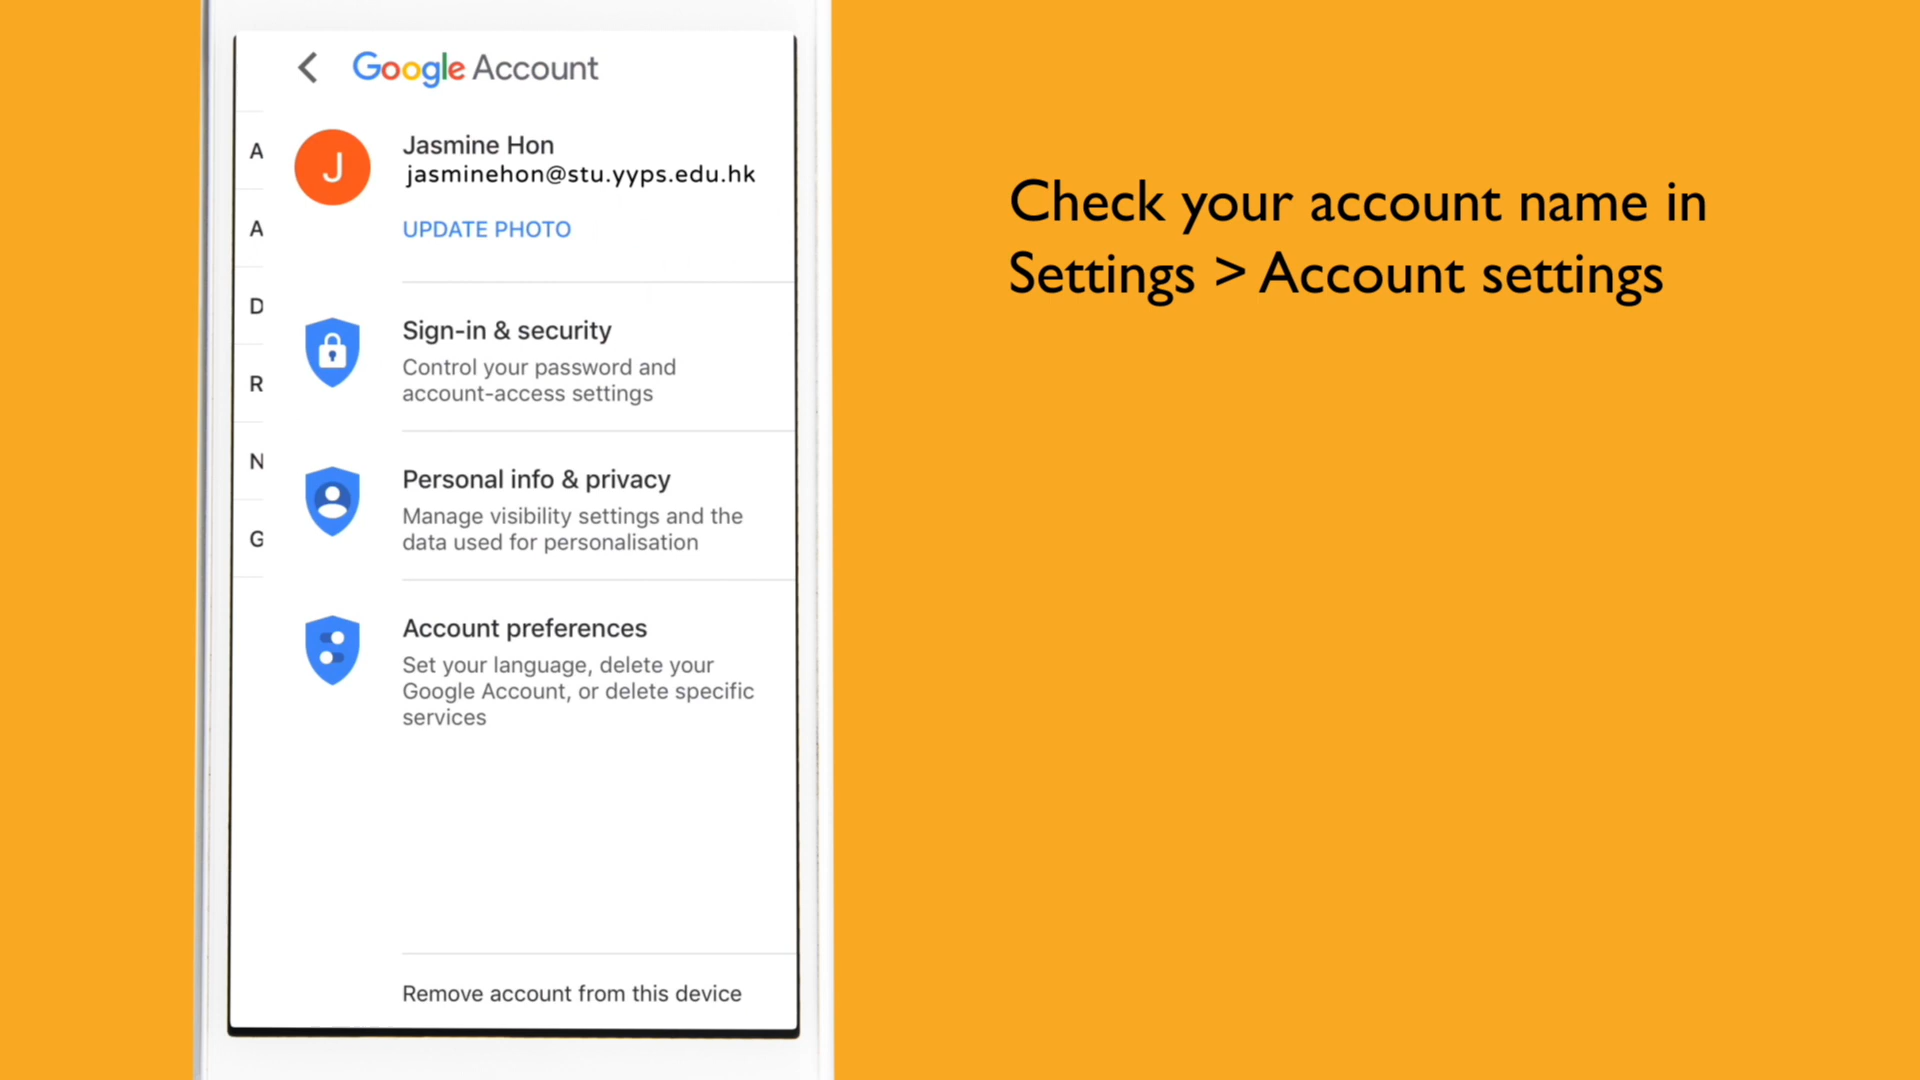 Google Account
A
J
Jasmine Hon
jasminehon@stu.yyps.edu.hk
A
UPDATE PHOTO
D
Sign-in & security
Control your password and
account-access settings
R
N
Personal info & privacy
Manage visibility settings and the
data used for personalisation
G
Account preferences
Set your language, delete your
Google Account, or delete specific
services
Remove account from this device
Check your account name in
Settings > Account settings